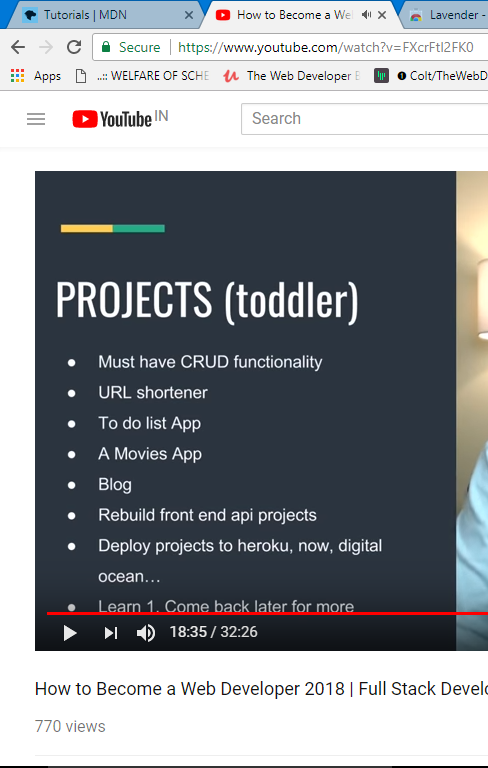 Tutorials | MDN
How to Become a Wel
Lavender -
Secure
https://www.youtube.com/watch?v=FXcrFtI2FK0
Apps
..:: WELFARE OF SCHE
The Web Developer B
Colt/TheWebD
YouTube IN
Search
PROJECTS (toddler)
● Must have CRUD functionality
● URL shortener
● To do list App
● A Movies App
● Blog
● Rebuild front end api projects
● Deploy projects to heroku, now, digital
ocean…
● Learn 1. Come back later for more
18:35 / 32:26
How to Become a Web Developer 2018 | Full Stack Develo
770 views